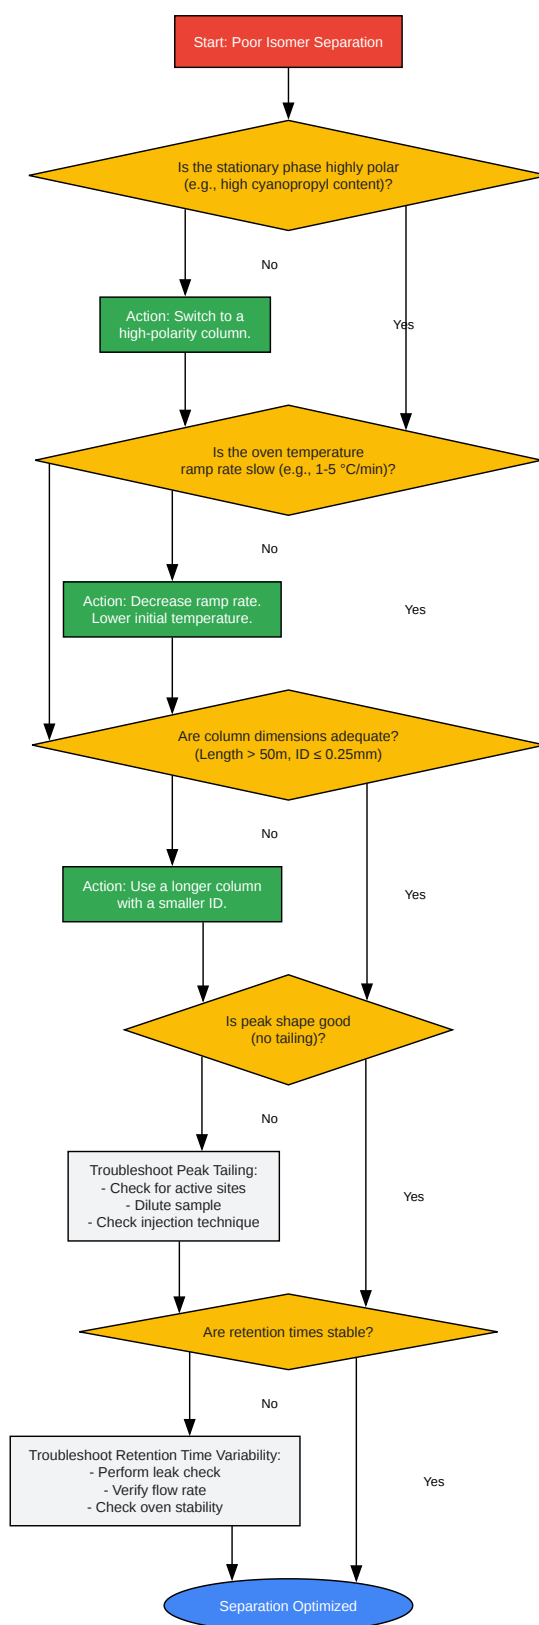 Start: Poor Isomer Separation
Is the stationary phase highly polar
(e.g., high cyanopropyl content)?
No
Action: Switch to a
high-polarity column.
Yes
Is the oven temperature
ramp rate slow (e.g., 1-5 °C/min)?
No
Action: Decrease ramp rate.
Lower initial temperature.
Yes
Are column dimensions adequate?
(Length > 50m, ID ≤ 0.25mm)
No
Action: Use a longer column
with a smaller ID.
Yes
Is peak shape good
(no tailing)?
No
Troubleshoot Peak Tailing:
- Check for active sites
- Dilute sample
- Check injection technique
Yes
Are retention times stable?
No
Troubleshoot Retention Time Variability:
- Perform leak check
- Verify flow rate
- Check oven stability
Yes
Separation Optimized